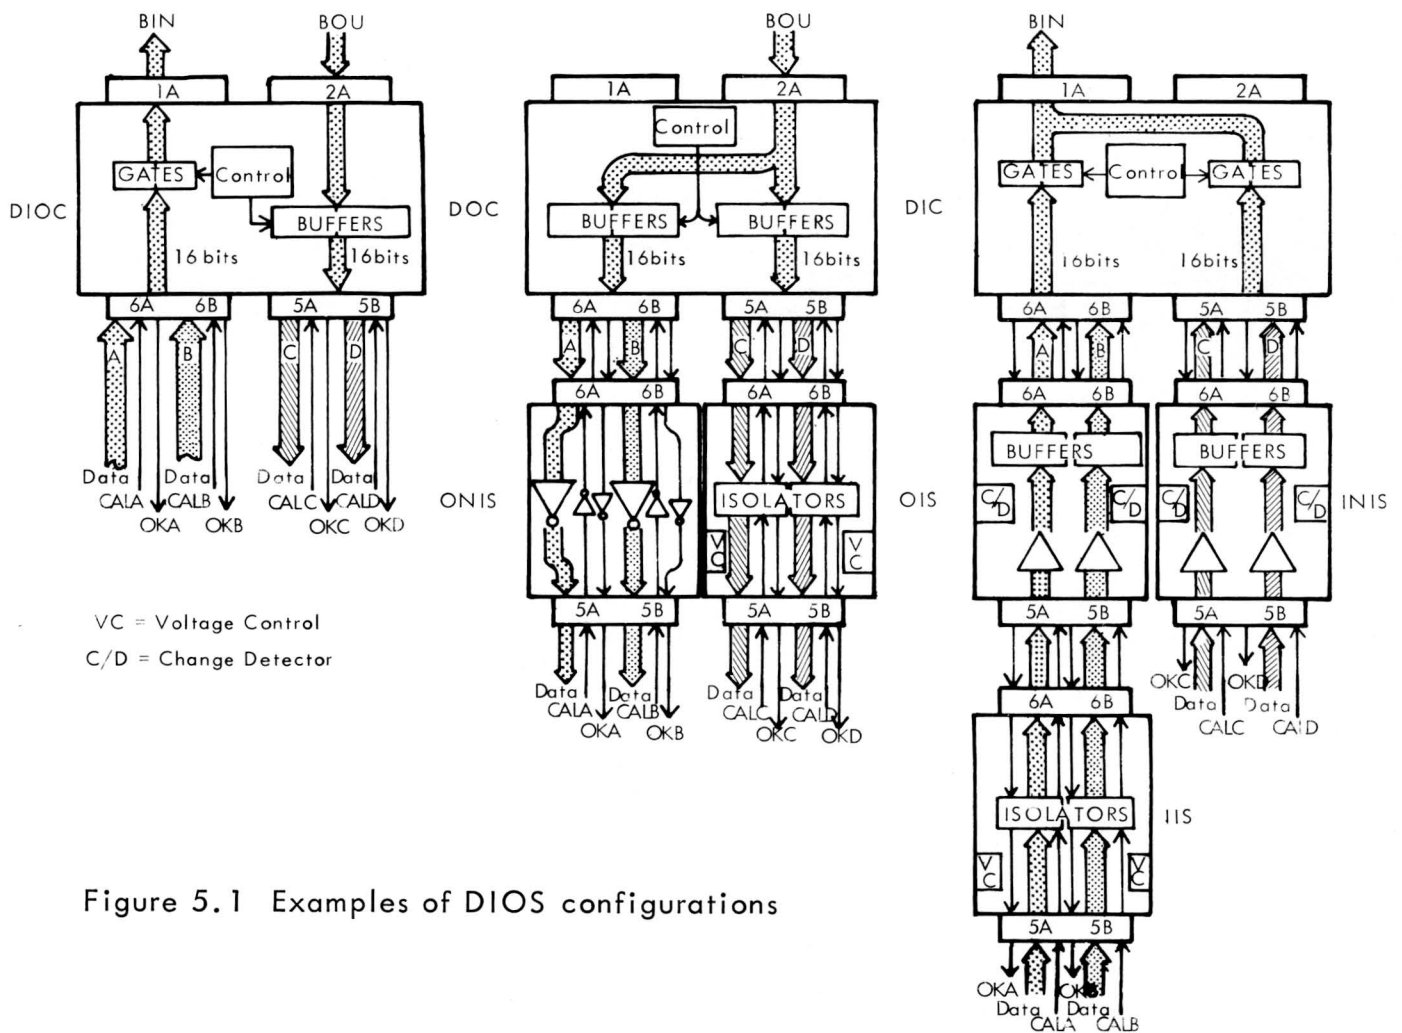 BIN
BOU
1A
2A
GATES
Control
DIOC
BUFFERS
16 bits
16bits
6A 6B
5A 5B
A
B
C
D
Data
CALA
OKA
Data
CALB
OKB
Data
CALC
OKC
Data
CALD
OKD
VC = Voltage Control
C/D = Change Detector
BOU
1A
2A
Control
DOC
BUFFERS
BUFFERS
16bits
16bits
6A 6B
5A 5B
A
B
C
D
6A 6B
6A 6B
ONIS
ISOLATORS
OIS
VC
VC
5A 5B
5A 5B
Data
CALA
OKA
Data
CALB
OKB
Data
CALC
OKC
Data
CALD
OKD
BIN
1A
2A
GATES
Control
GATES
DIC
16bits
16bits
6A 6B
5A 5B
A
B
C
D
6A 6B
6A 6B
BUFFERS
BUFFERS
C/D
C/D
C/D
C/D
INIS
5A 5B
5A 5B
OKC
Data
CALC
OKD
Data
CALD
6A 6B
ISOLATORS
IIS
VC
VC
5A 5B
OKA
Data
CALA
OKB
Data
CALB
Figure 5.1 Examples of DIOS configurations